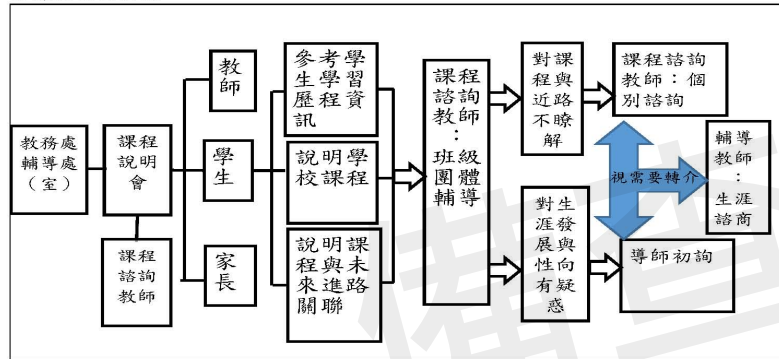 教務處
輔導處
（室）
課程
說明
會
課程
諮詢
教師
教
師
學
生
家
長
參考學
生學習
歷程資
訊
說明學
校課程
說明課
程與未
來進路
關聯
課程
諮詢
教師
：
班級
團體
輔導
對課
程與
近路
不瞭
解
對生
涯發
展與
性向
有疑
惑
課程諮詢
教師：個
別諮詢
視需要轉介
導師初詢
輔導
教師
：
生涯
諮商
備查